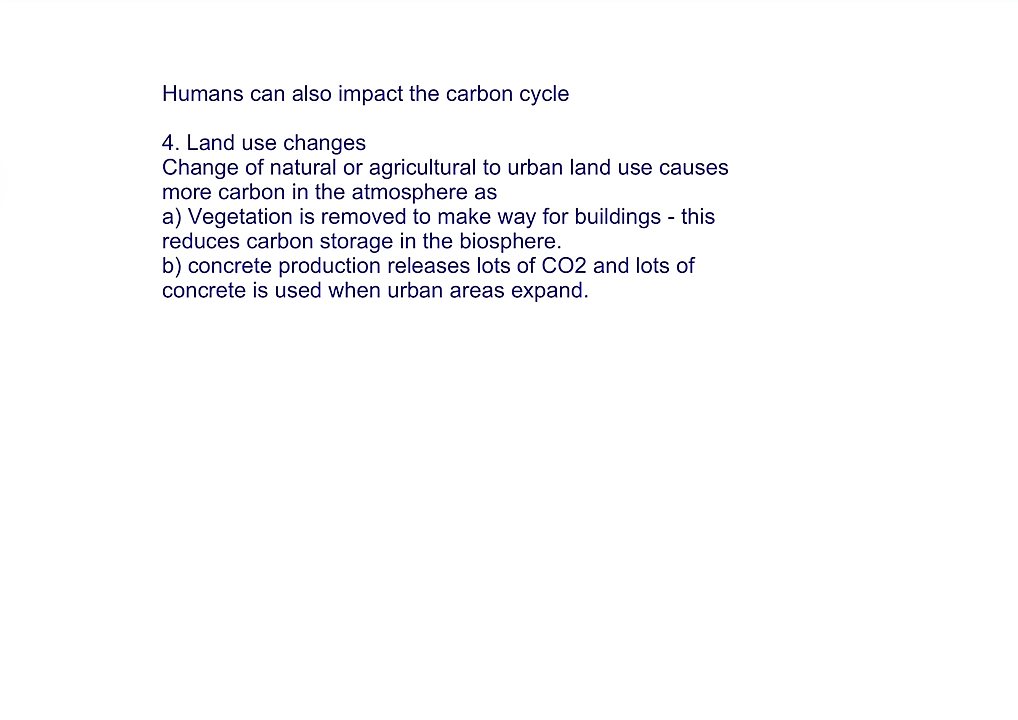 Humans can also impact the carbon cycle
4. Land use changes
Change of natural or agricultural to urban land use causes
more carbon in the atmosphere as
a) Vegetation is removed to make way for buildings - this
reduces carbon storage in the biosphere.
b) concrete production releases lots of CO2 and lots of
concrete is used when urban areas expand.